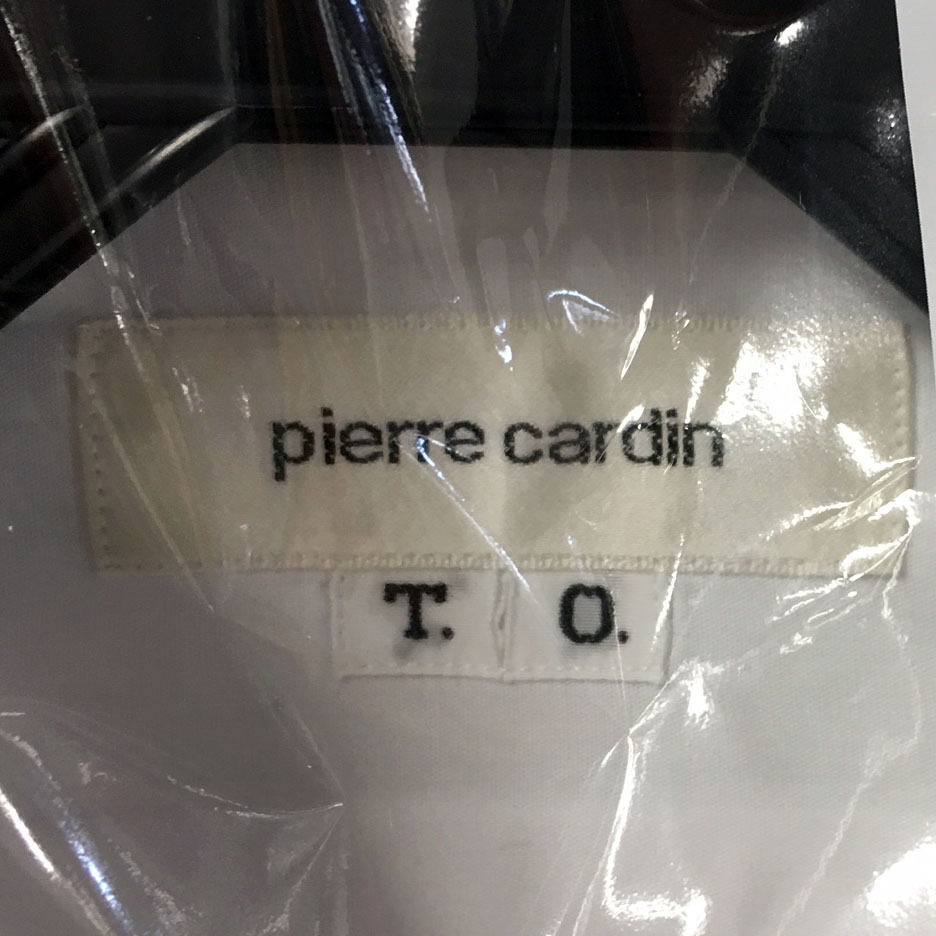 pierre cardin
T. O.